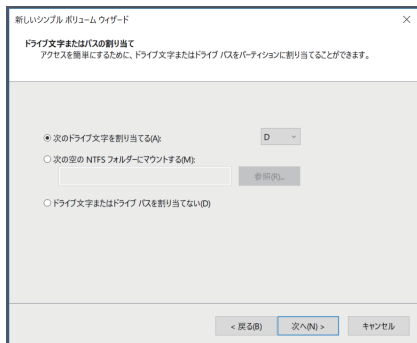 新しいシンプル ボリューム ウィザード
ドライブ文字またはパスの割り当て
アクセスを簡単にするために、ドライブ文字またはドライブ パスをパーティションに割り当てることができます。
次のドライブ文字を割り当てる(A):
D
次の空の NTFS フォルダーにマウントする(M):
参照(R)...
ドライブ文字またはドライブ パスを割り当てない(D)
< 戻る(B)
次へ(N) >
キャンセル